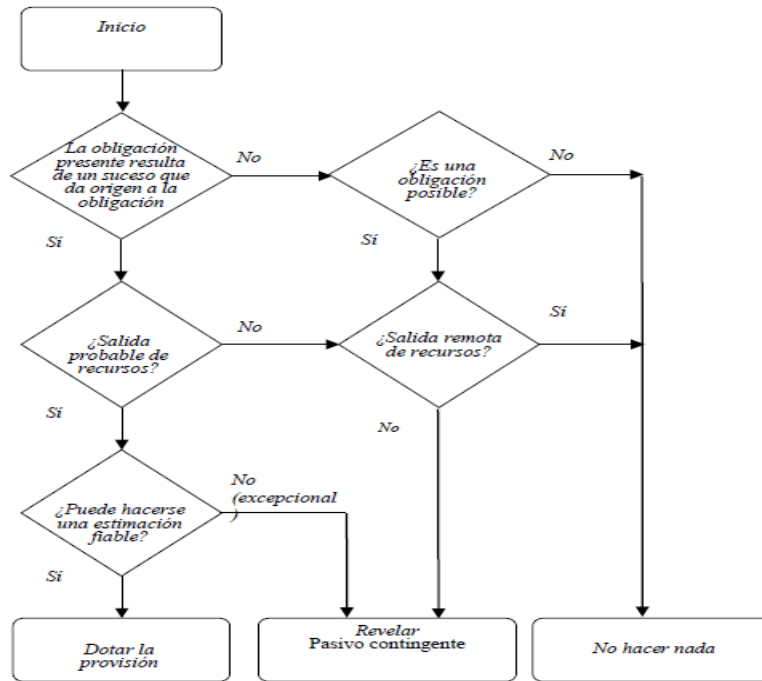 Inicio
La obligación
presente resulta
de un suceso que
da origen a la
obligación
No
¿Es una
obligación
posible?
No
Sí
Sí
¿Salida
probable de
recursos?
No
¿Salida remota
de recursos?
Sí
Sí
No
¿Puede hacerse
una estimación
fiable?
No
(excepcional
)
Sí
Dotar la
provisión
Revelar
Pasivo contingente
No hacer nada